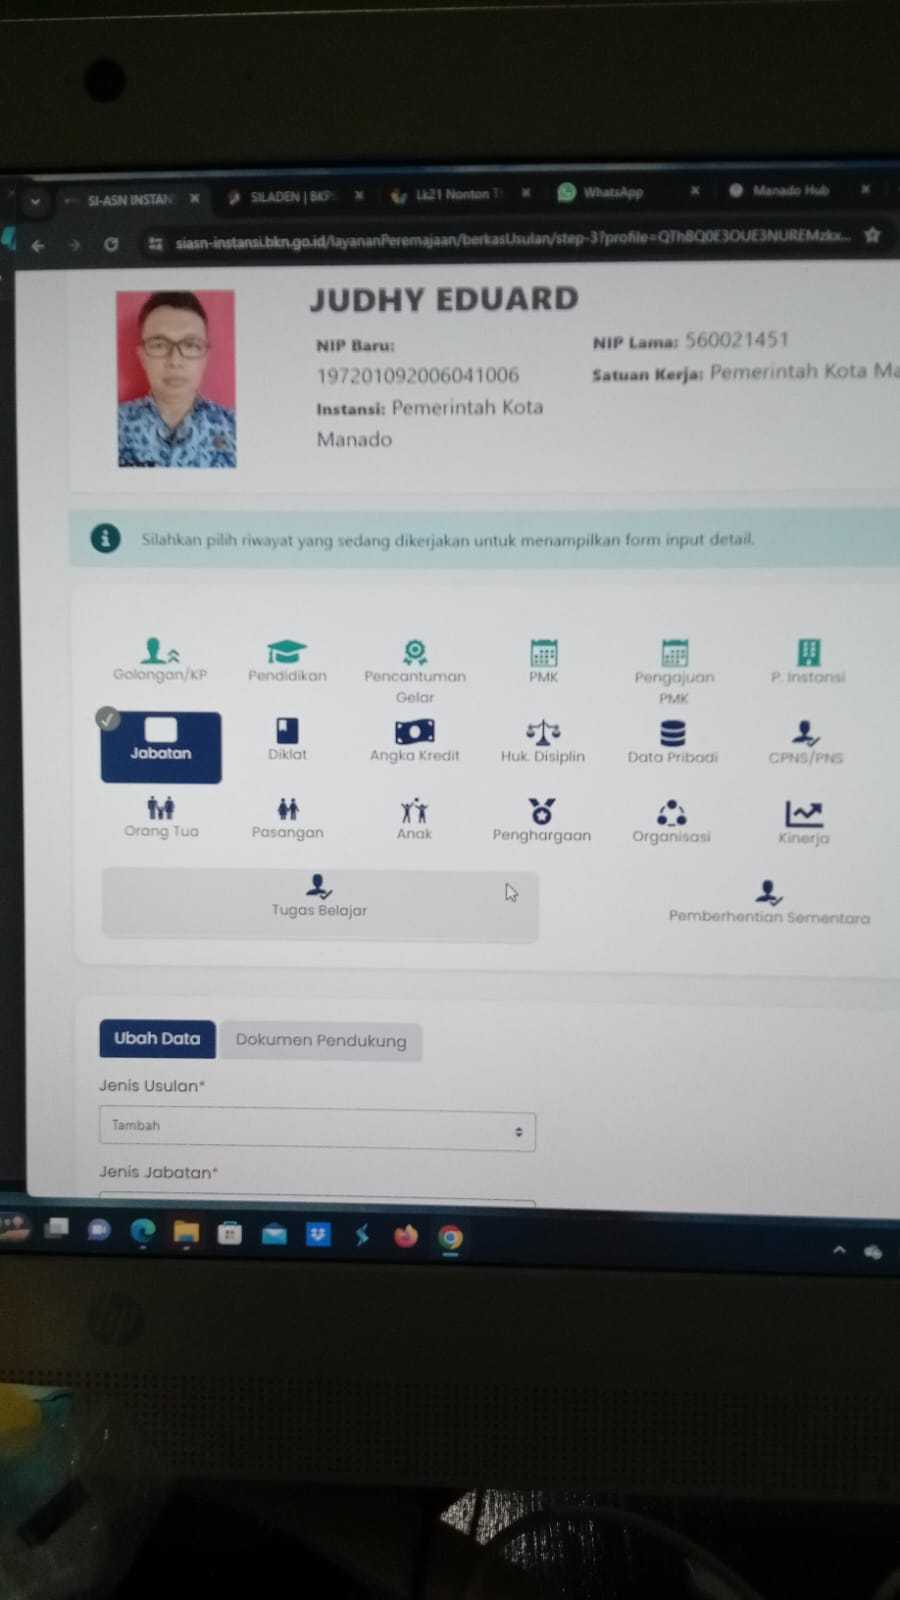 SI-ASN INSTAN
SILADEN | BKP
Lk21 Nonton T
WhatsApp
Manado Hub
siasn-instansi.bkn.go.id/layananPeremajaan/berkasUsulan/step-3?profile=
JUDHY EDUARD
NIP Baru:
197201092006041006
Instansi: Pemerintah Kota
Manado
NIP Lama: 560021451
Satuan Kerja: Pemerintah Kota Ma
Silahkan pilih riwayat yang sedang dikerjakan untuk menampilkan form input detail.
Golongan/KP
Pendidikan
Pencantuman
Gelar
PMK
Pengajuan
PMK
P. Instansi
Jabatan
Diklat
Angka Kredit
Huk. Disiplin
Data Pribadi
CPNS/PNS
Orang Tua
Pasangan
Anak
Penghargaan
Organisasi
Kinerja
Tugas Belajar
Pemberhentian Sementara
Ubah Data
Dokumen Pendukung
Jenis Usulan*
Tambah
Jenis Jabatan*
hp